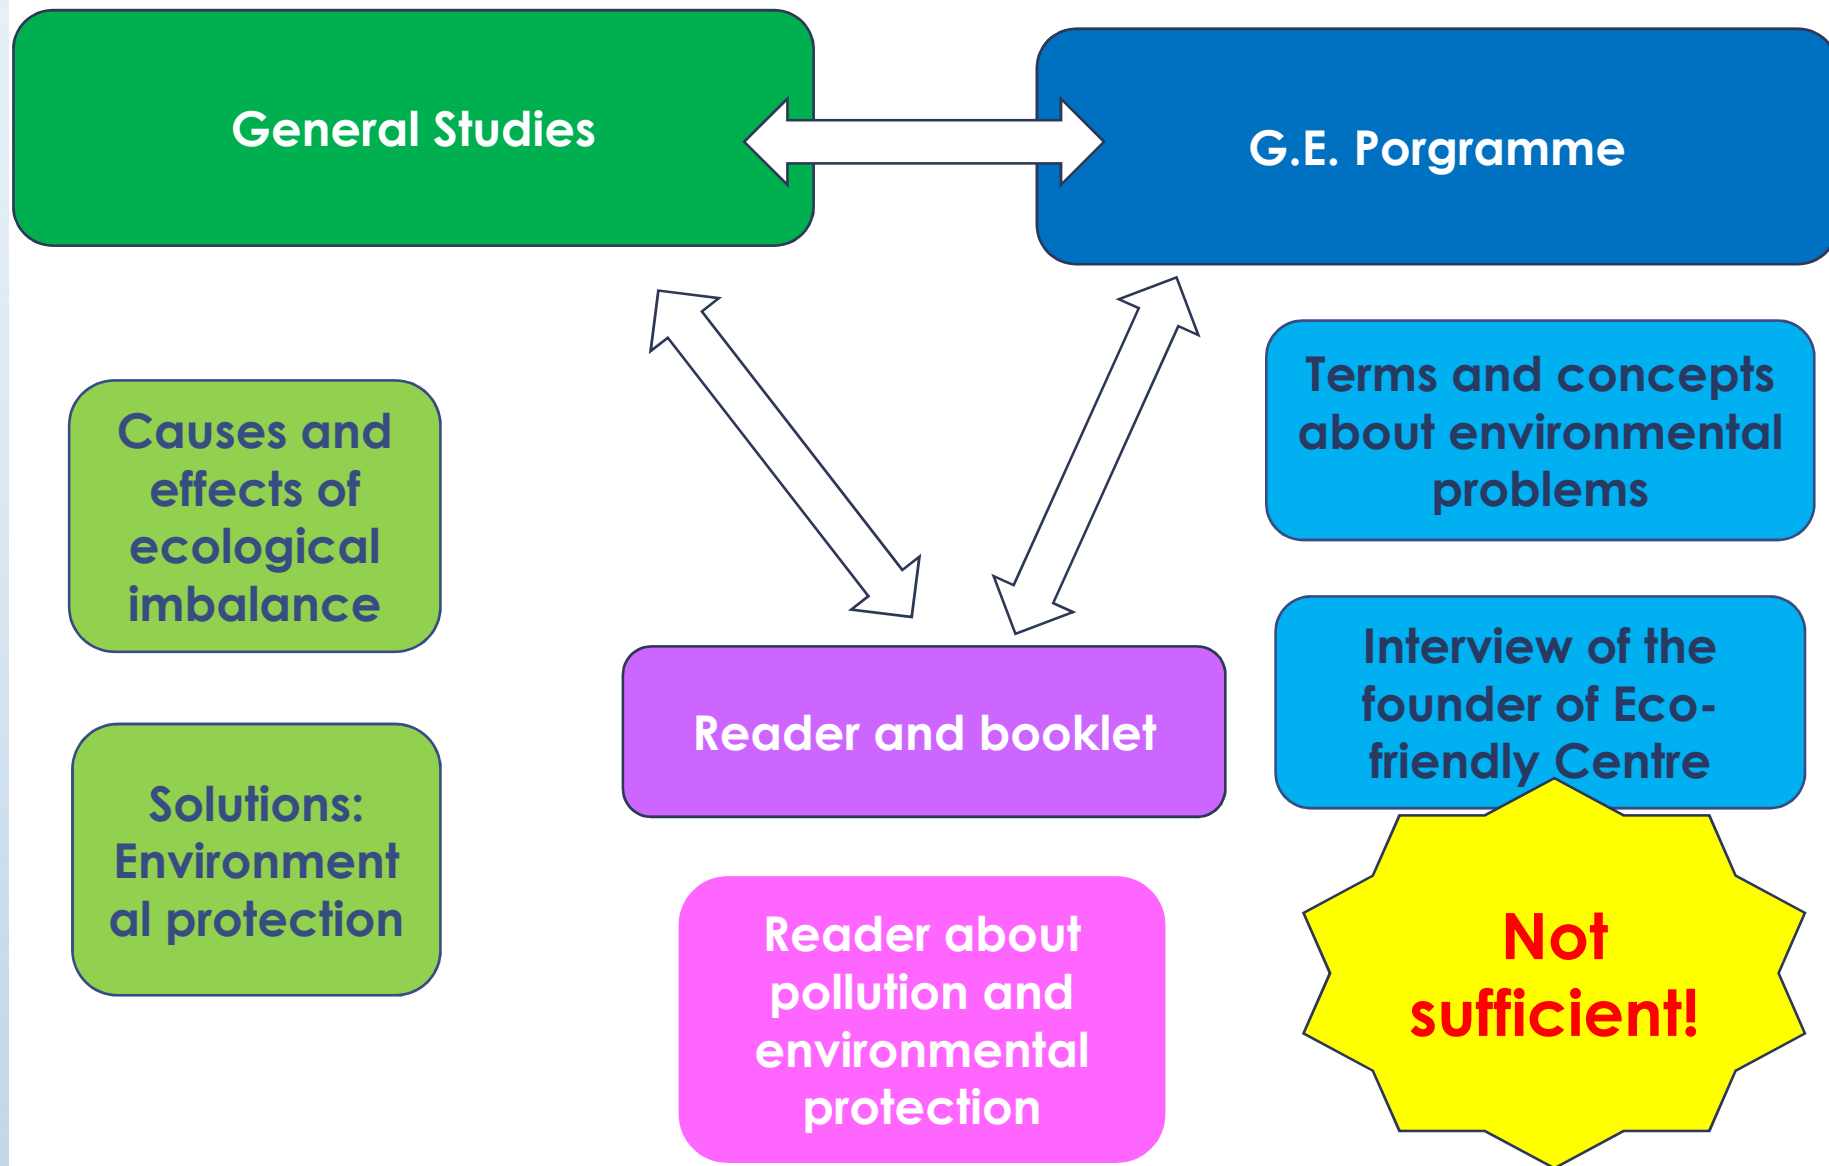 General Studies
G.E. Porgramme
Causes and
effects of
ecological
imbalance
Solutions:
Environment
al protection
Reader and booklet
Reader about
pollution and
environmental
protection
Terms and concepts
about environmental
problems
Interview of the
founder of Eco-
friendly Centre
Not
sufficient!